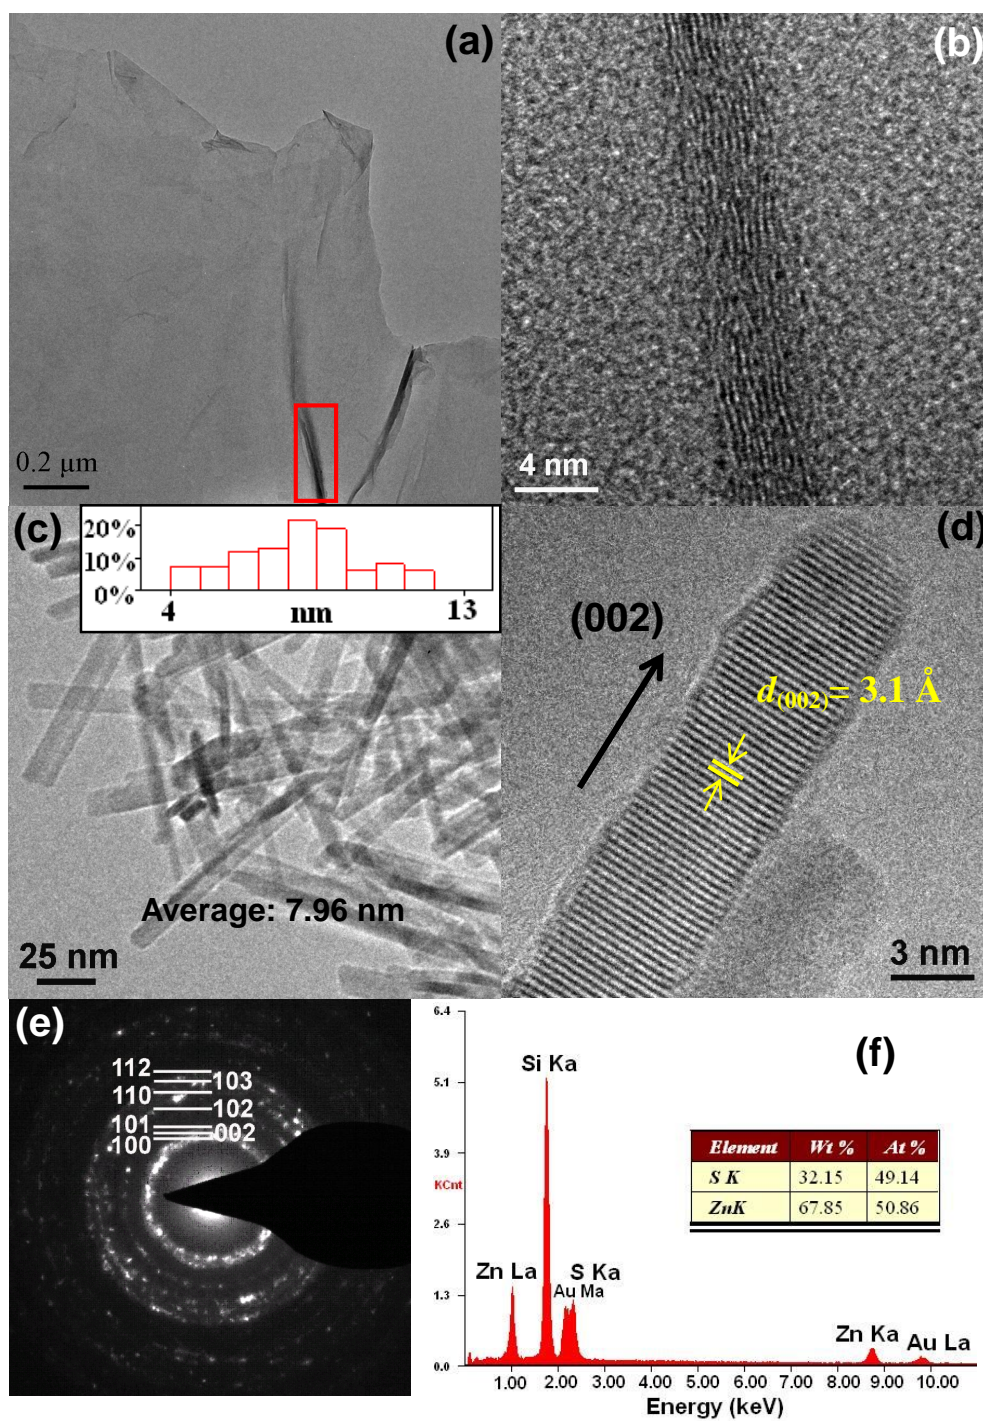 (a)
0.2 µm
(b)
4 nm
(c)
20%
10%
0%
4
nm
13
Average: 7.96 nm
25 nm
(d)
(002)
d(002)= 3.1 Å
3 nm
(e)
112
103
110
102
101
002
100
(f)
6.4
5.1
3.9
KCnt
2.6
1.3
0.0
Si Ka
Zn La
S Ka
Au Ma
Zn Ka
Au La
Element Wt % At %
S K 32.15 49.14
ZnK 67.85 50.86
1.00 2.00 3.00 4.00 5.00 6.00 7.00 8.00 9.00 10.00
Energy (keV)